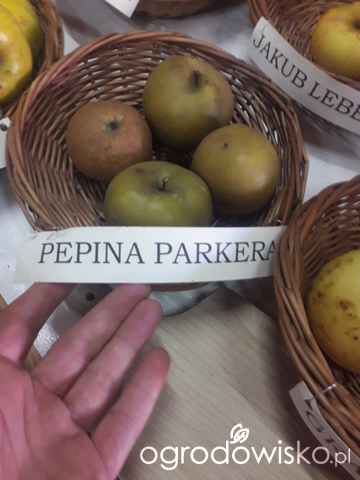 JAKUB LEBE
PEPINA PARKERA
ogrodowisko.pl